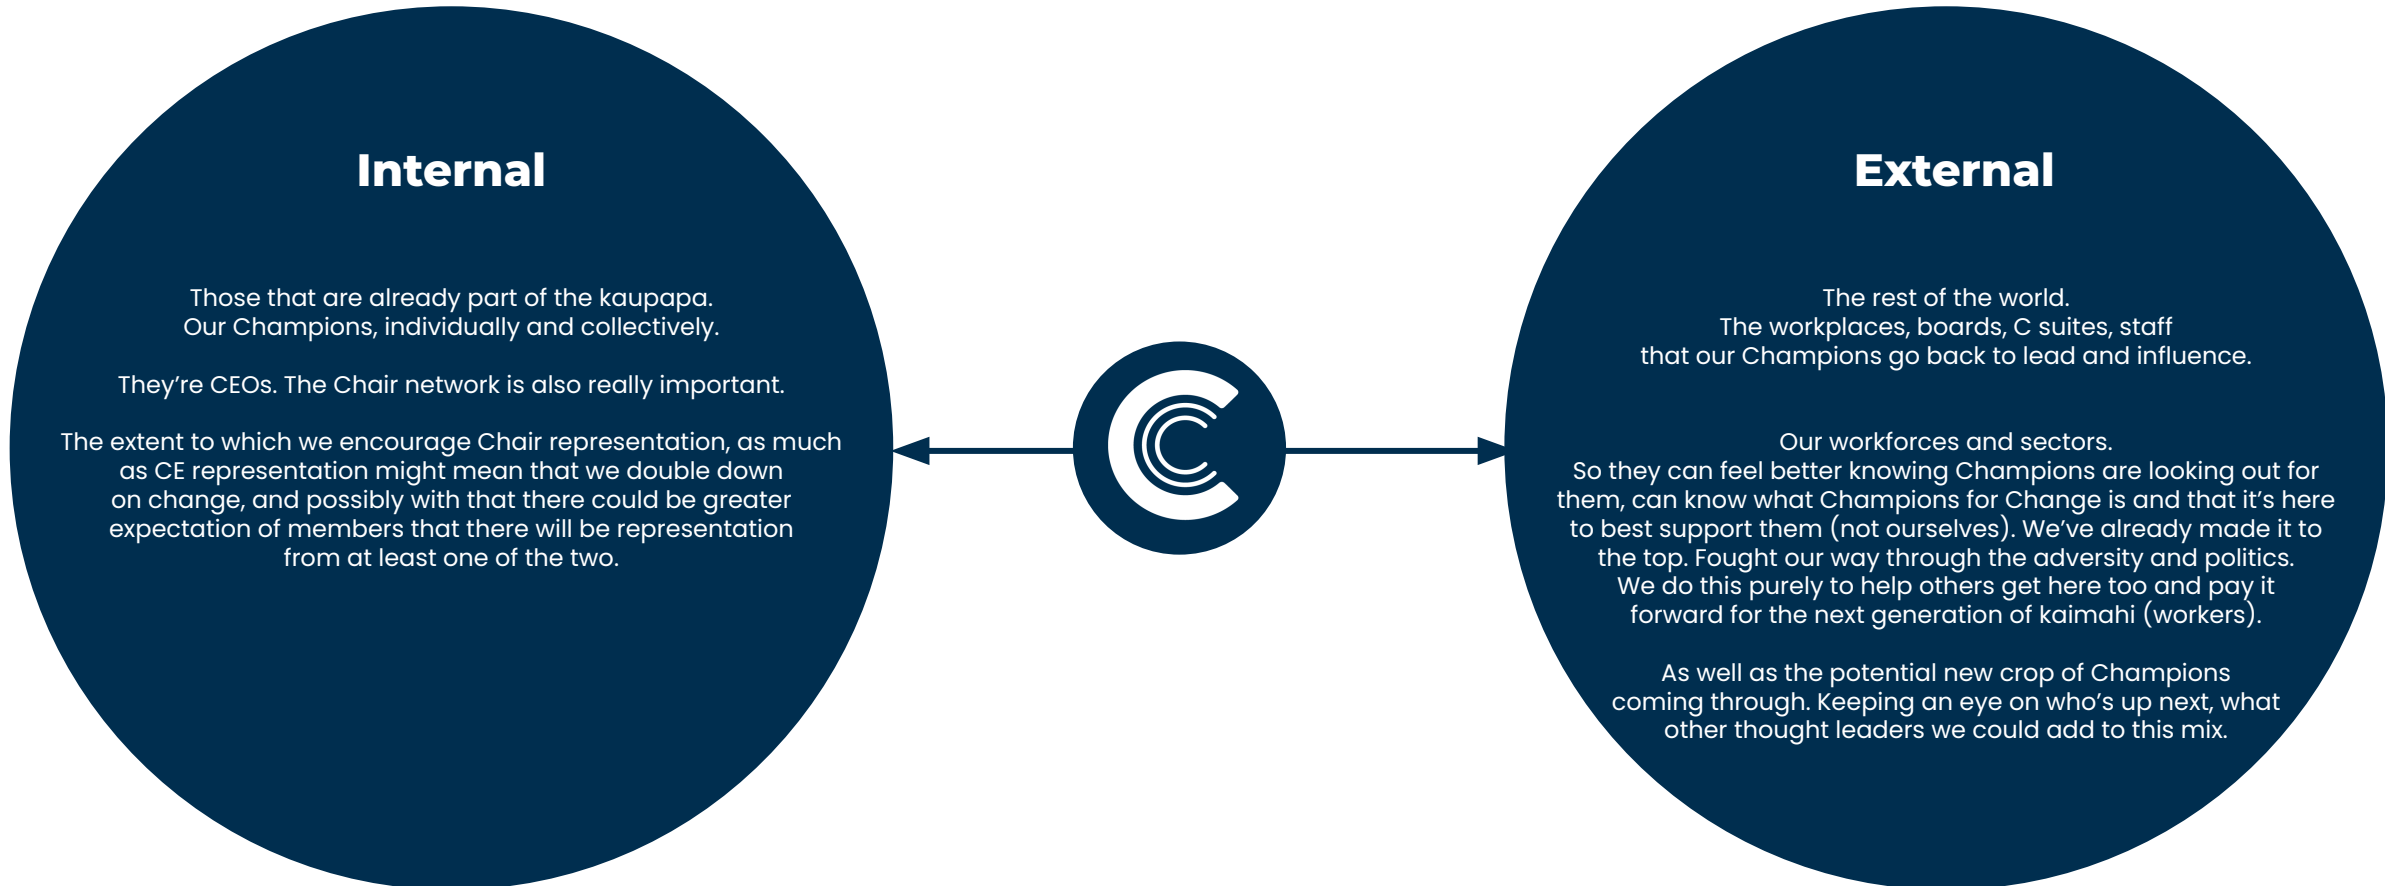 Internal
Those that are already part of the kaupapa.
Our Champions, individually and collectively.
They’re CEOs. The Chair network is also really important.
The extent to which we encourage Chair representation, as much
as CE representation might mean that we double down
on change, and possibly with that there could be greater
expectation of members that there will be representation
from at least one of the two.
External
The rest of the world.
The workplaces, boards, C suites, staff
that our Champions go back to lead and influence.
Our workforces and sectors.
So they can feel better knowing Champions are looking out for
them, can know what Champions for Change is and that it’s here
to best support them (not ourselves). We’ve already made it to
the top. Fought our way through the adversity and politics.
We do this purely to help others get here too and pay it
forward for the next generation of kaimahi (workers).
As well as the potential new crop of Champions
coming through. Keeping an eye on who’s up next, what
other thought leaders we could add to this mix.